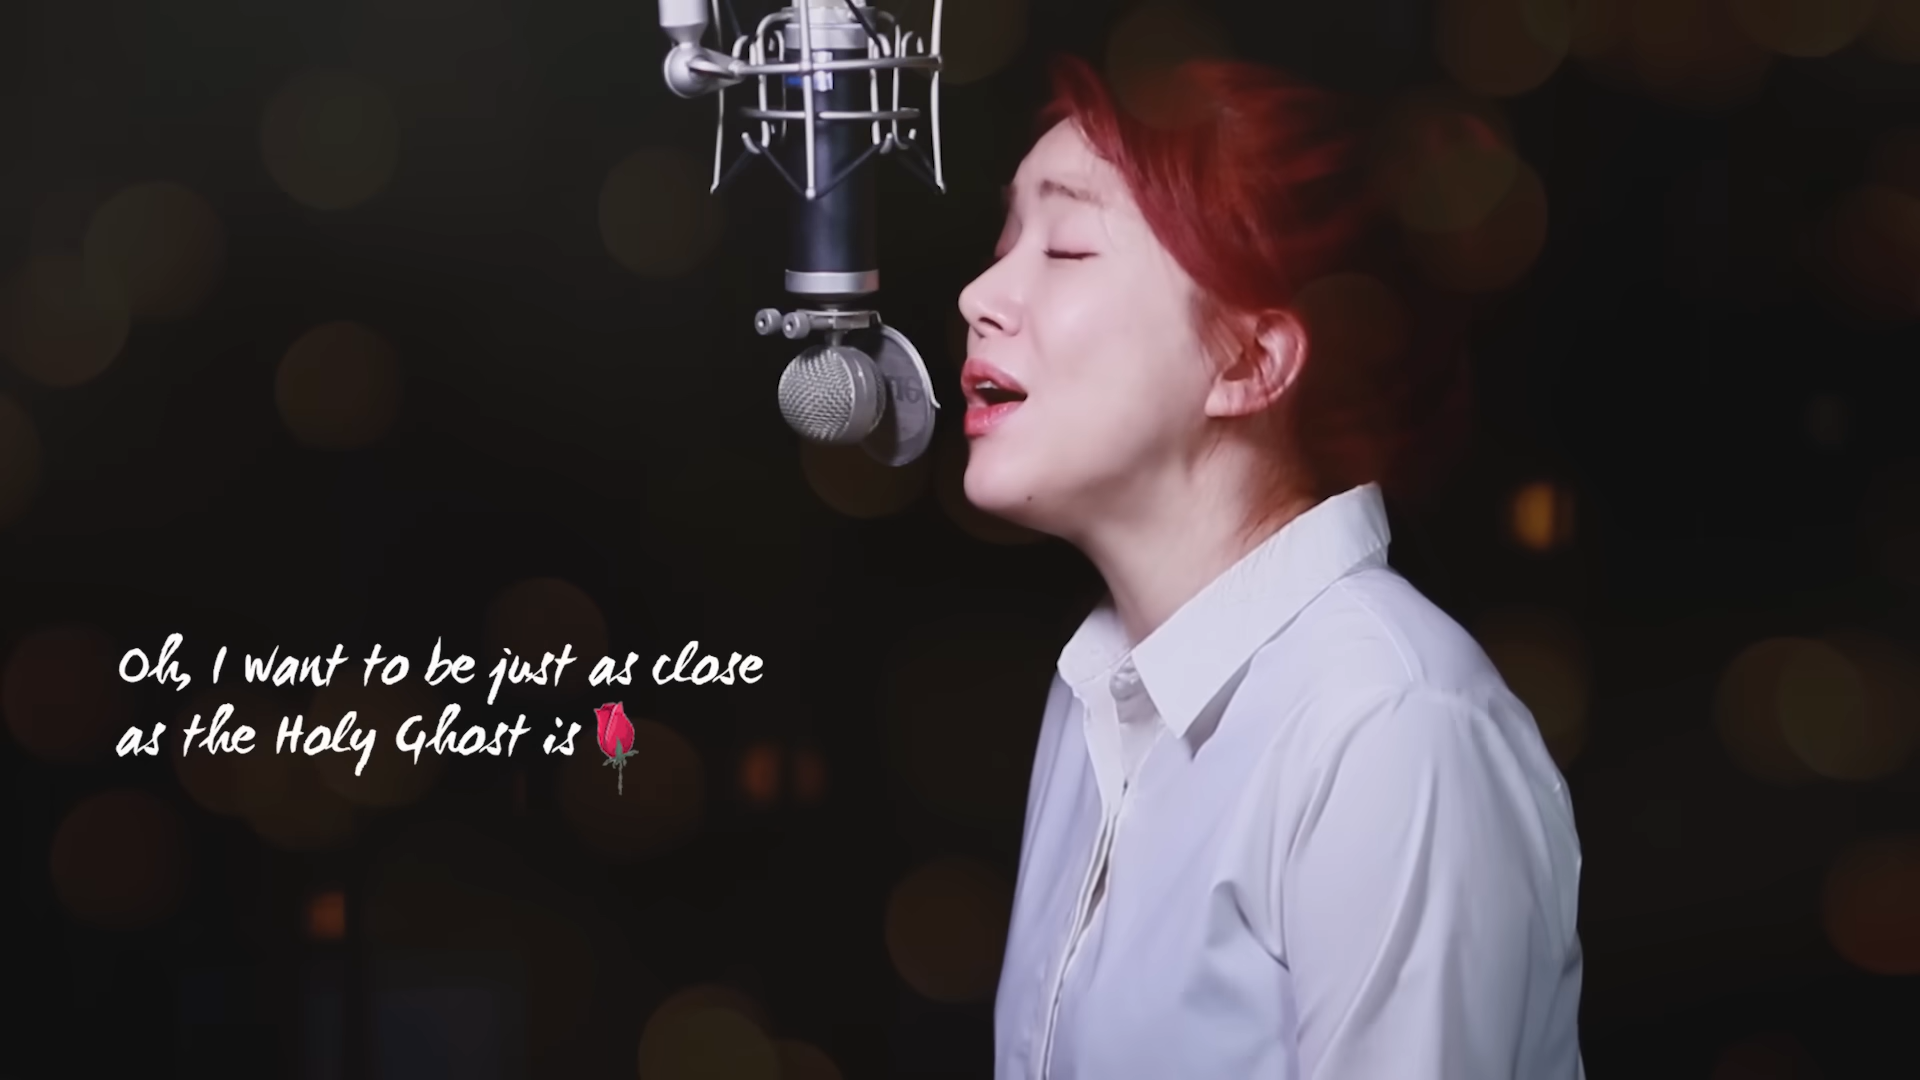 Oh, I want to be just as close
as the Holy Ghost is